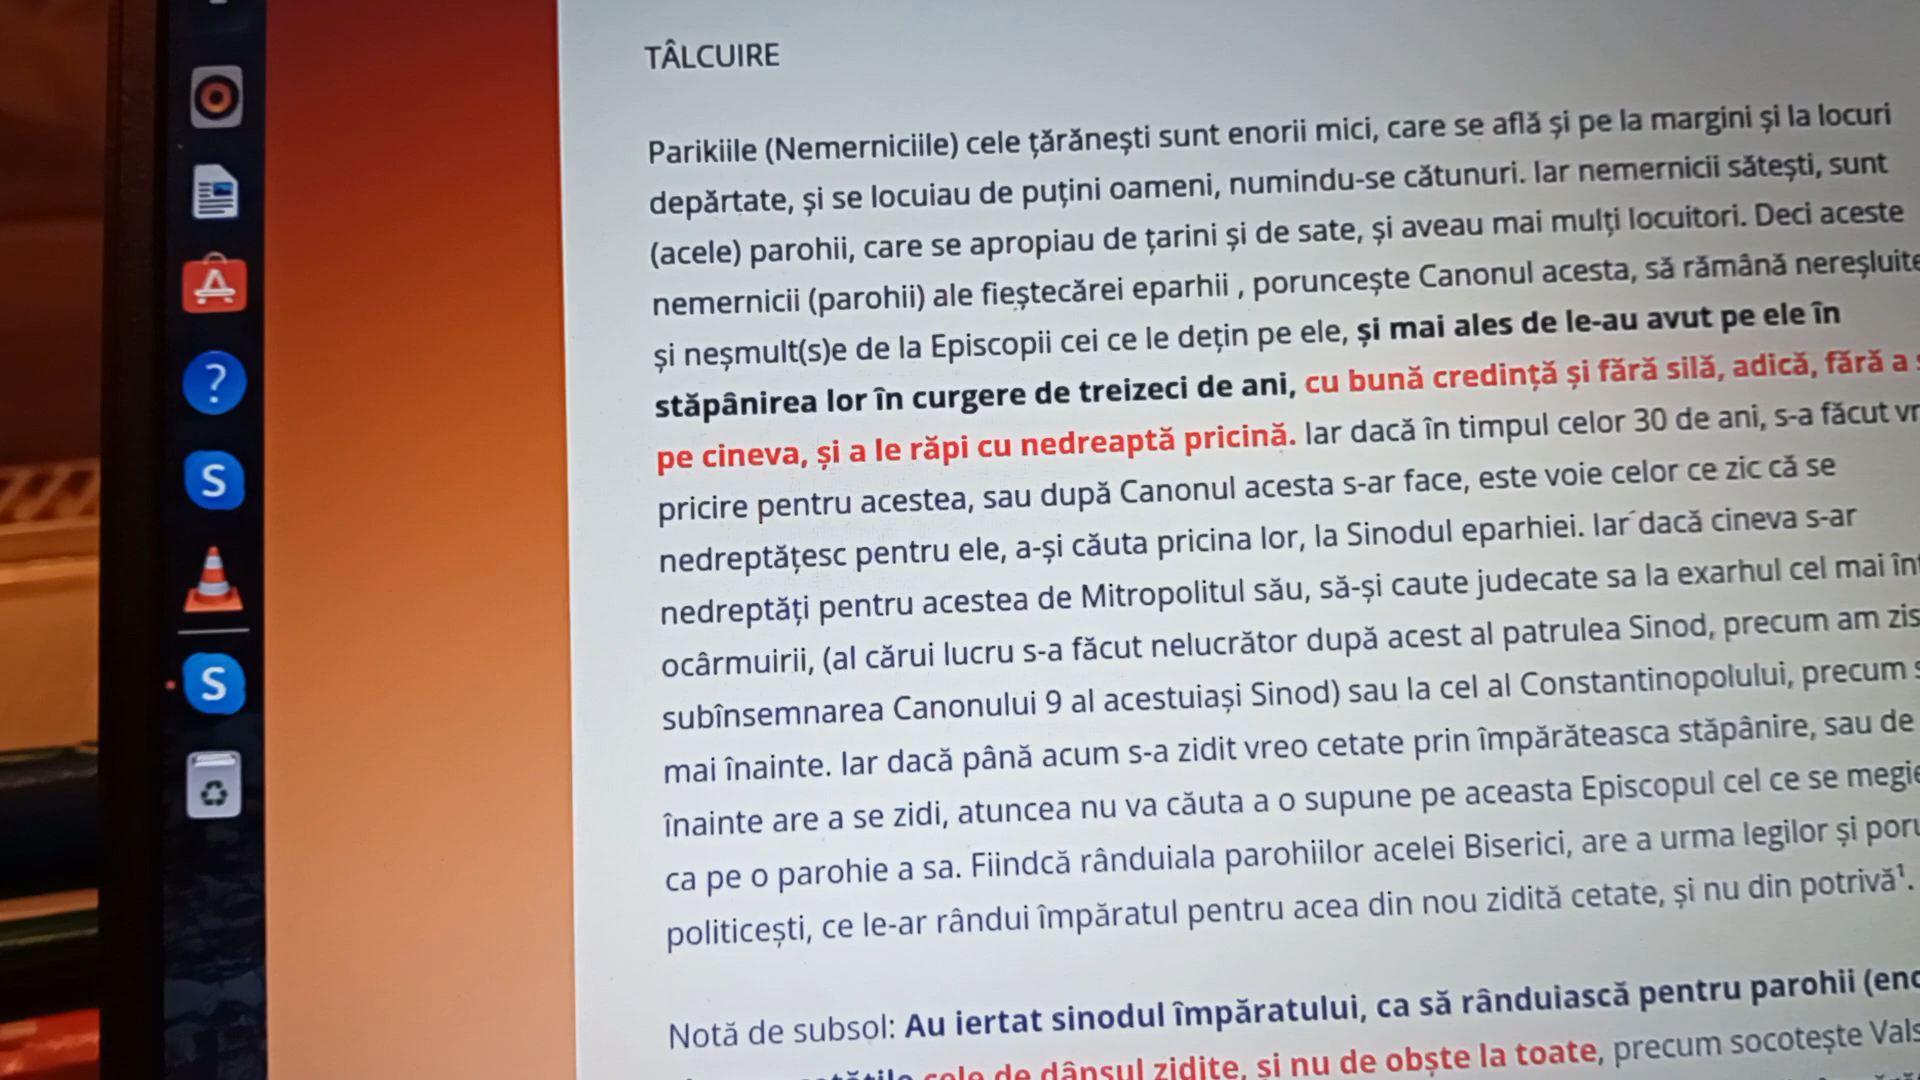 TÂLCUIRE
Parikiile (Nemerniciile) cele țărănești sunt enorii mici, care se află și pe la margini și la locuri
depărtate, și se locuiau de puțini oameni, numindu-se cătunuri. Iar nemernicii sătești, sunt
(acele) parohii, care se apropiau de țarini și de sate, și aveau mai mulți locuitori. Deci aceste
nemernicii (parohii) ale fieștecărei eparhii , poruncește Canonul acesta, să rămână nereșluite
și neșmult(s)e de la Episcopii cei ce le dețin pe ele, și mai ales de le-au avut pe ele în
stăpânirea lor în curgere de treizeci de ani, cu bună credință și fără silă, adică, fără a
pe cineva, și a le răpi cu nedreaptă pricină. Iar dacă în timpul celor 30 de ani, s-a făcut
pricire pentru acestea, sau după Canonul acesta s-ar face, este voie celor ce zic că se
nedreptățesc pentru ele, a-și căuta pricina lor, la Sinodul eparhiei. Iar dacă cineva s-ar
nedreptăți pentru acestea de Mitropolitul său, să-și caute judecate sa la exarhul cel mai
ocârmuirii, (al cărui lucru s-a făcut nelucrător după acest al patrulea Sinod, precum am zis
subînsemnarea Canonului 9 al acestuiași Sinod) sau la cel al Constantinopolului, precum
mai înainte. Iar dacă până acum s-a zidit vreo cetate prin împărăteasca stăpânire, sau de
înainte are a se zidi, atuncea nu va căuta a o supune pe aceasta Episcopul cel ce se
ca pe o parohie a sa. Fiindcă rânduiala parohiilor acelei Biserici, are a urma legilor și
politicești, ce le-ar rândui împăratul pentru acea din nou zidită cetate, și nu din potrivă¹.
Notă de subsol: Au iertat sinodul împăratului, ca să rânduiască pentru parohii
cele de dânsul zidite, și nu de obște la toate, precum socotește
S
S
?